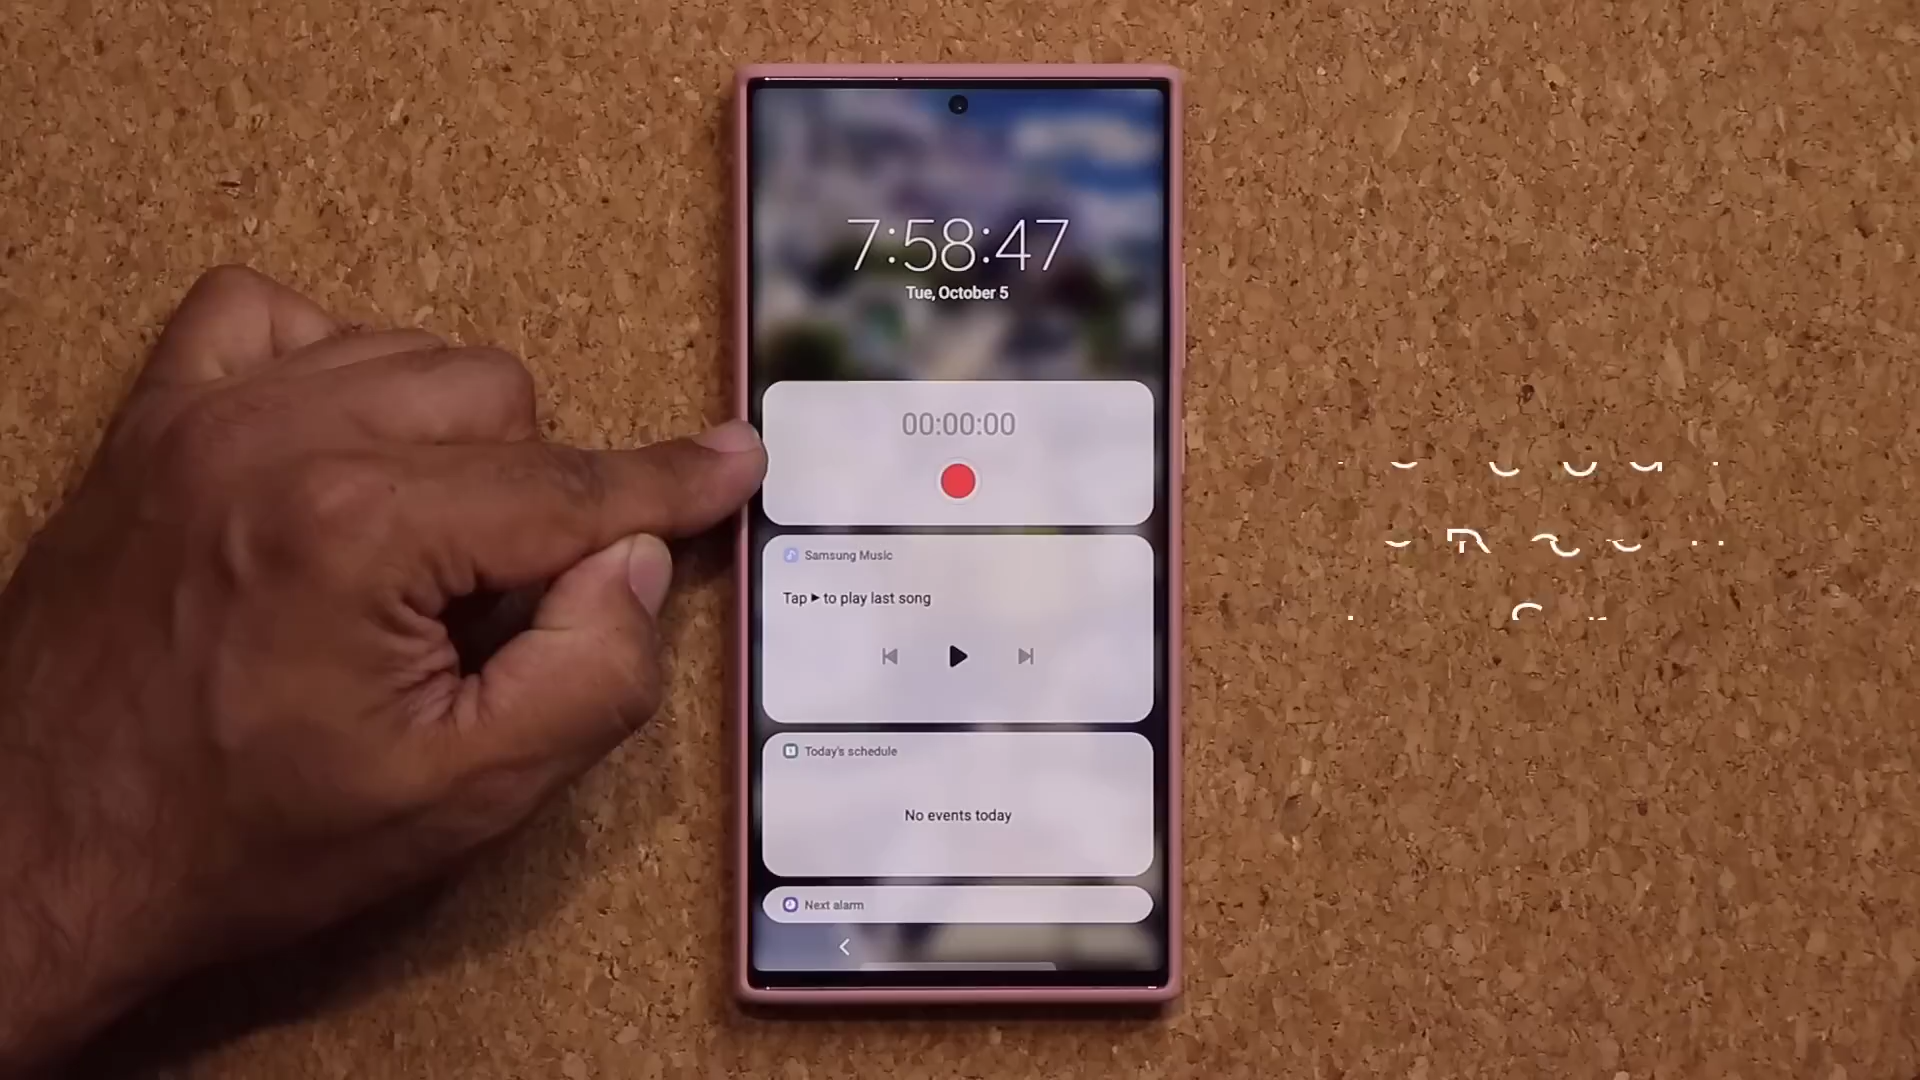 7:58:47
Tue, October 5
00:00:00
Samsung Music
Tap ▶ to play last song
Today's schedule
No events today
Next alarm